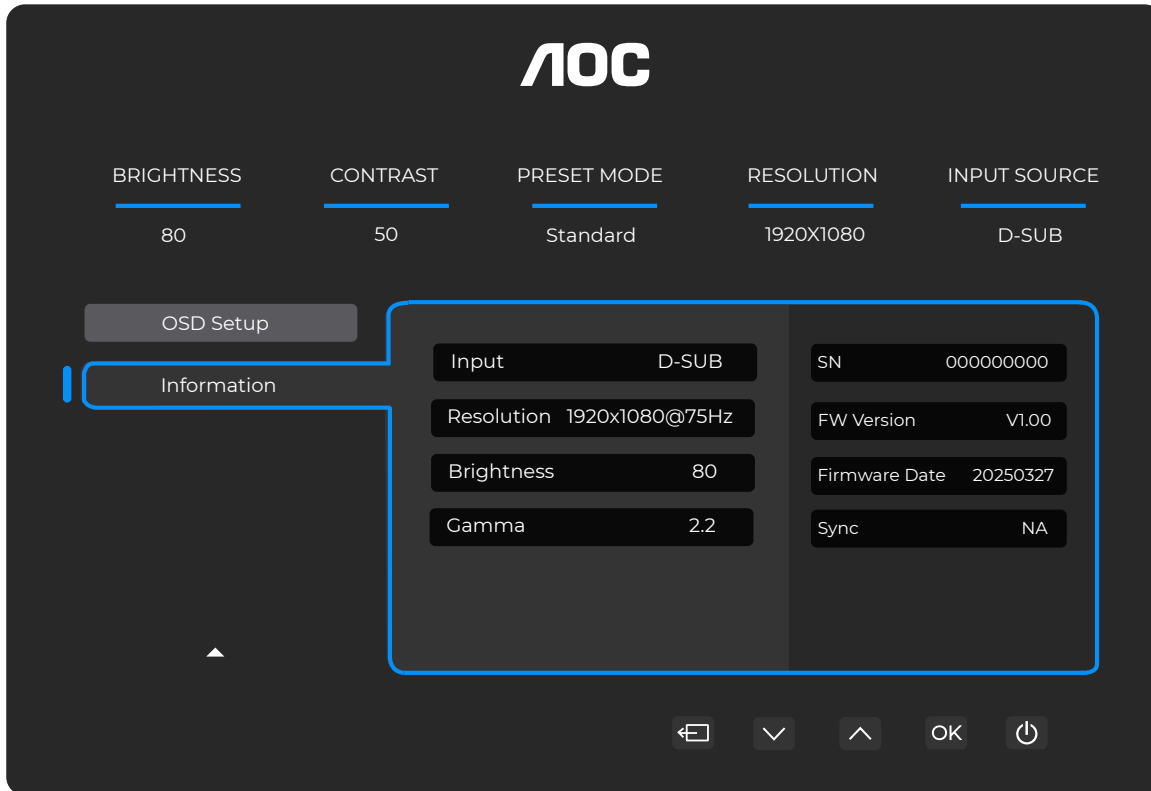 AOC
BRIGHTNESS CONTRAST PRESET MODE RESOLUTION INPUT SOURCE
80 50 Standard 1920X1080 D-SUB
OSD Setup
Information
Input D-SUB
Resolution 1920x1080@75Hz
Brightness 80
Gamma 2.2
SN 000000000
FW Version V1.00
Firmware Date 20250327
Sync NA
OK